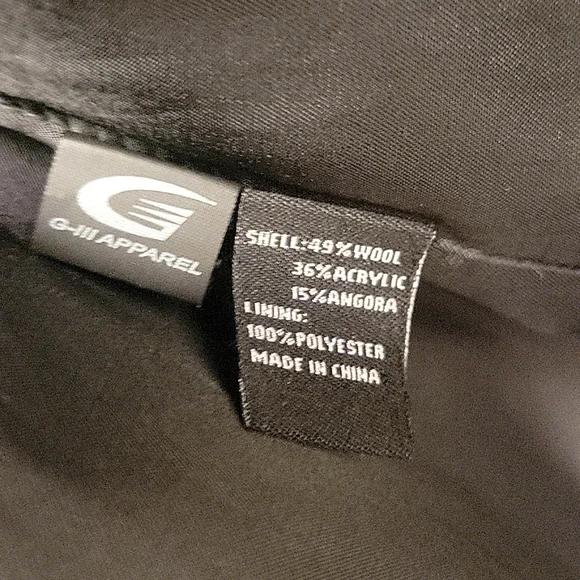 G-III APPAREL
SHELL:49%WOOL
36%ACRYLIC
15%ANGORA
LINING:
100%POLYESTER
MADE IN CHINA